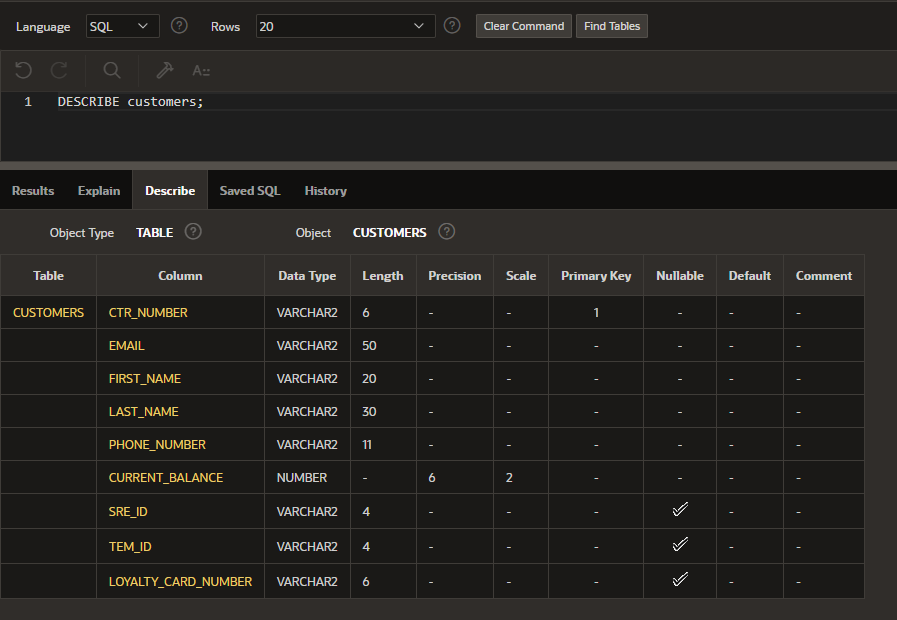 Language SQL ? Rows 20 ? Clear Command Find Tables
A::
1 DESCRIBE customers;
Results Explain Describe Saved SQL History
Object Type TABLE ? Object CUSTOMERS ?
Table Column Data Type Length Precision Scale Primary Key Nullable Default Comment
CUSTOMERS CTR_NUMBER VARCHAR2 6 - - 1 - - -
EMAIL VARCHAR2 50 - - - - - -
FIRST_NAME VARCHAR2 20 - - - - - -
LAST_NAME VARCHAR2 30 - - - - - -
PHONE_NUMBER VARCHAR2 11 - - - - - -
CURRENT_BALANCE NUMBER - 6 2 - - - -
SRE_ID VARCHAR2 4 - - - ✓ - -
TEM_ID VARCHAR2 4 - - - ✓ - -
LOYALTY_CARD_NUMBER VARCHAR2 6 - - - ✓ - -